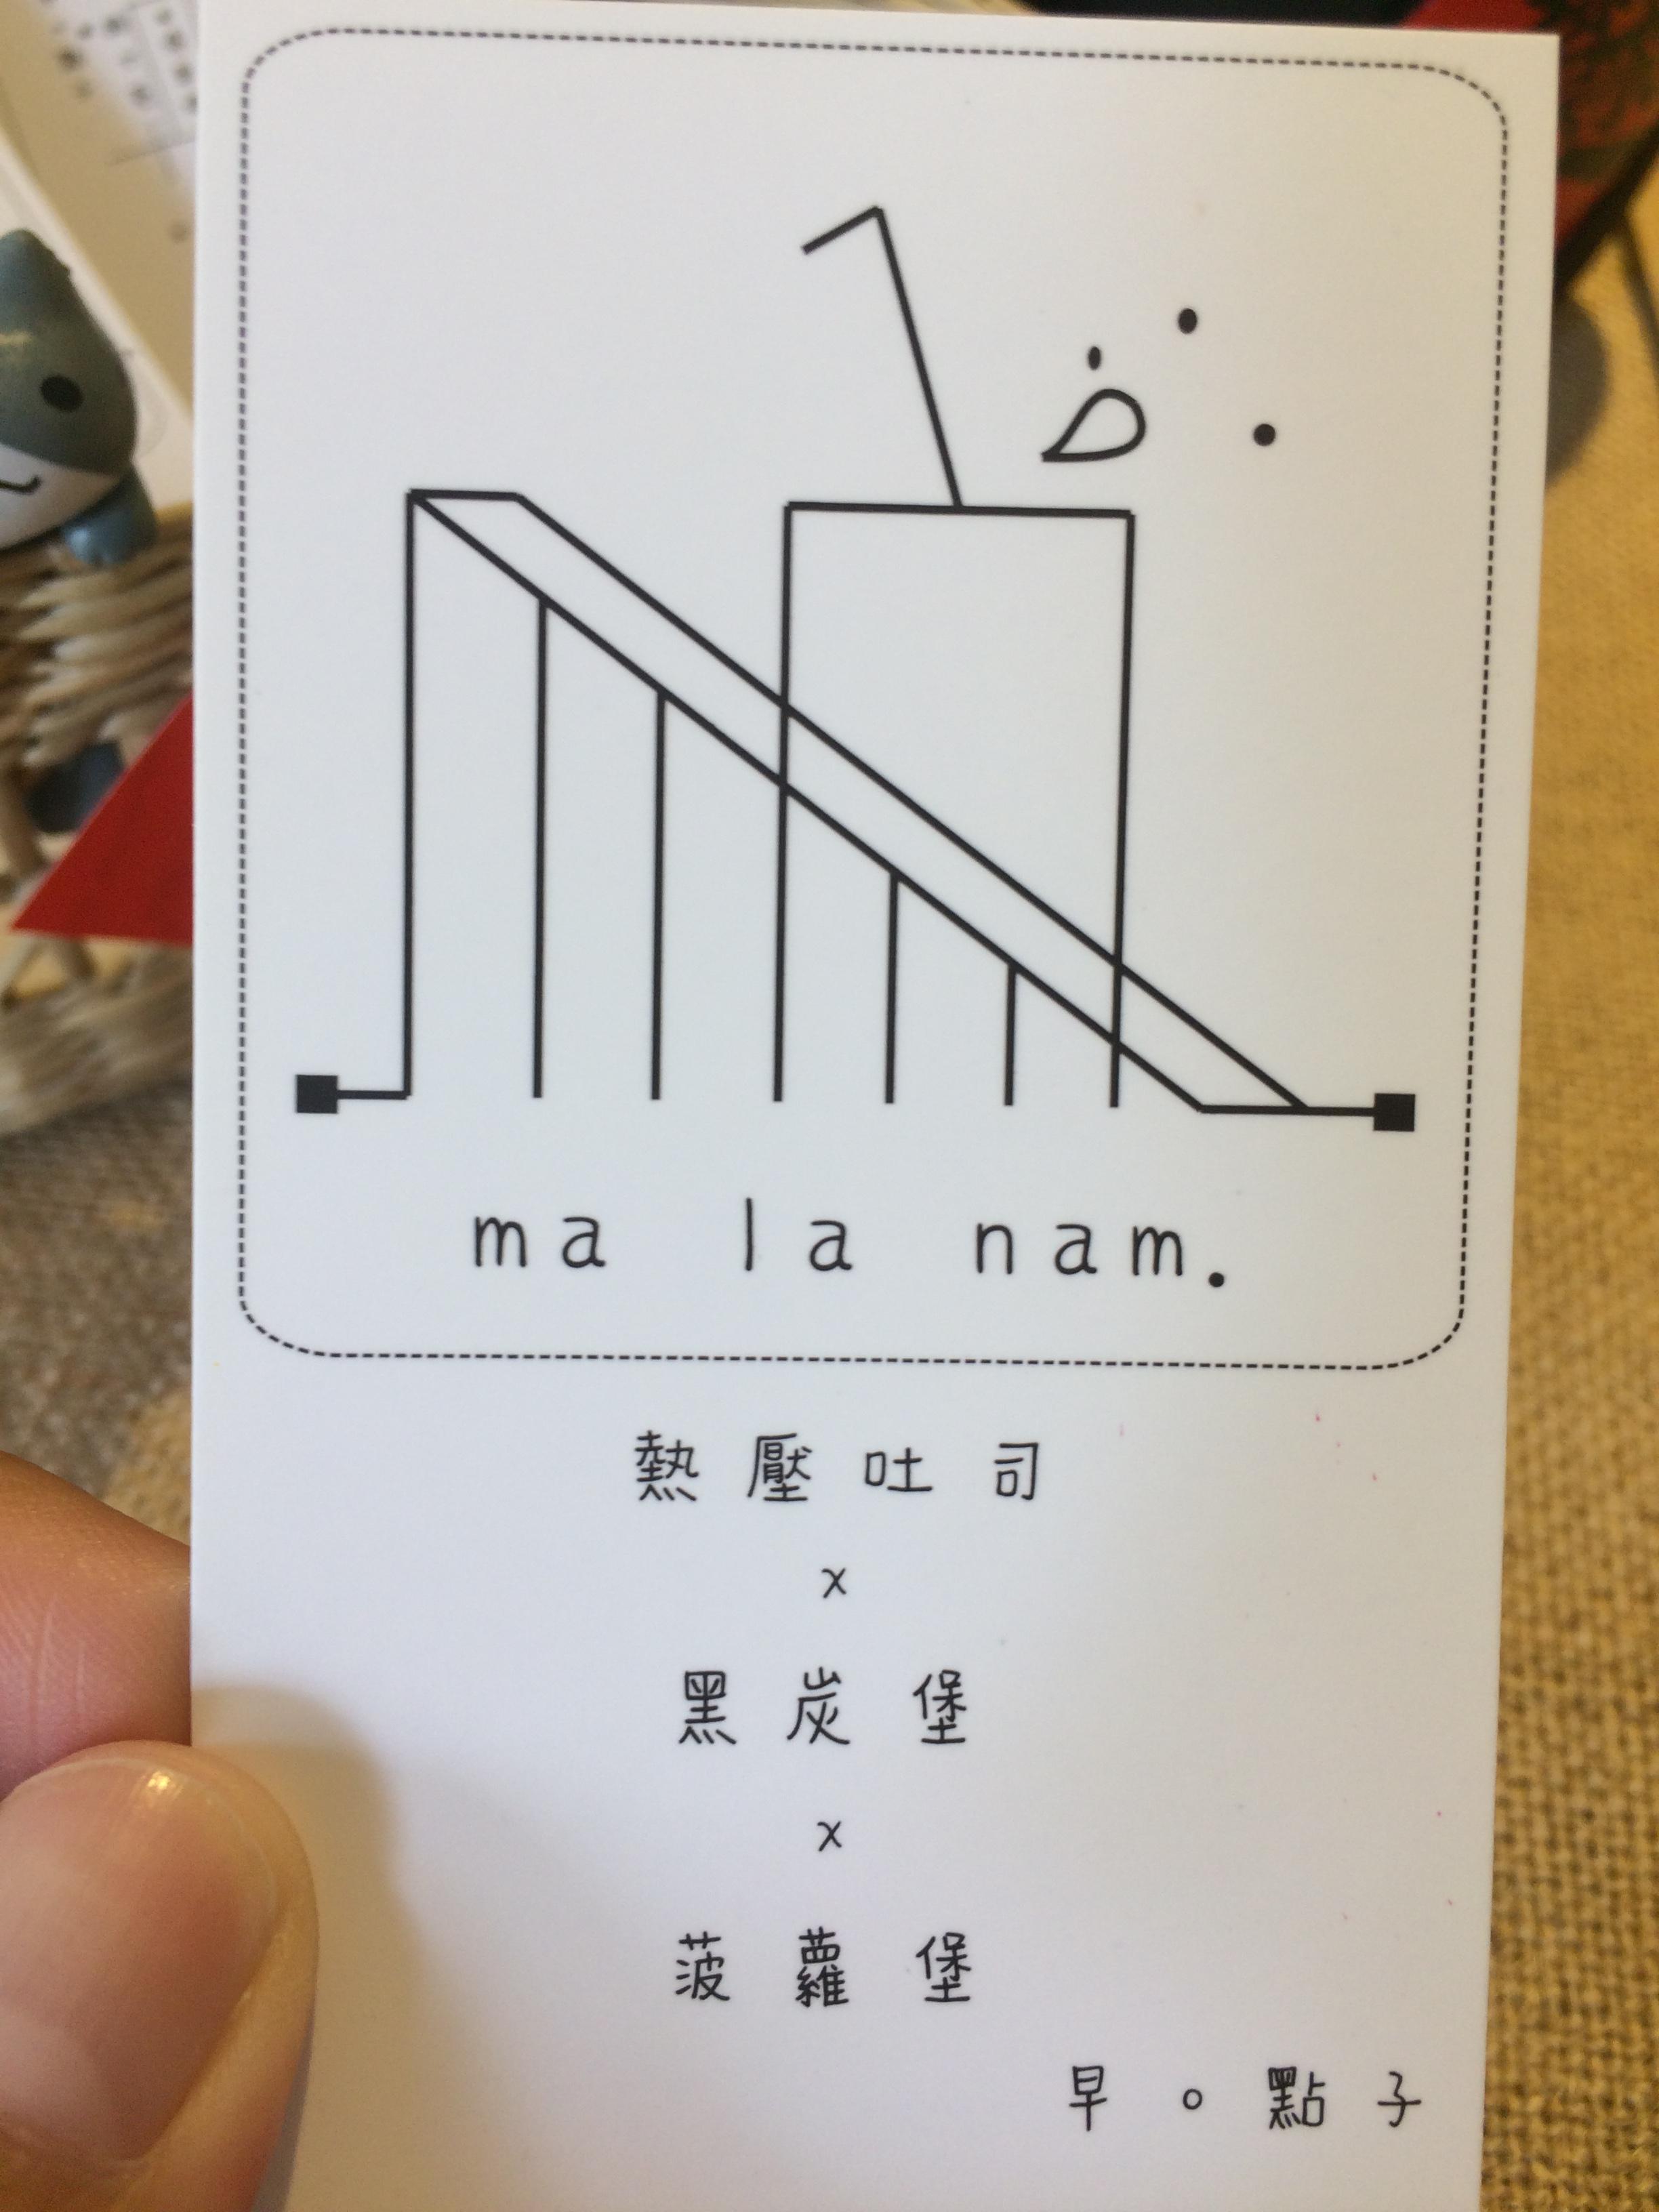 ma la nam.
熱壓吐司
x
黑炭堡
x
菠蘿堡
早。點子